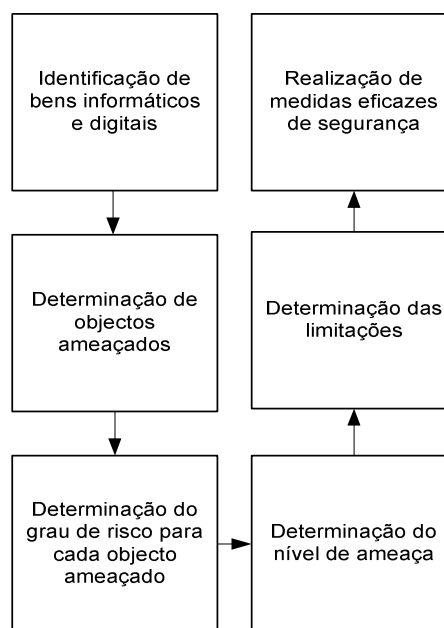 Identificação de
bens informáticos
e digitais
Determinação de
objectos
ameaçados
Determinação do
grau de risco para
cada objecto
ameaçado
Determinação do
nível de ameaça
Determinação das
limitações
Realização de
medidas eficazes
de segurança